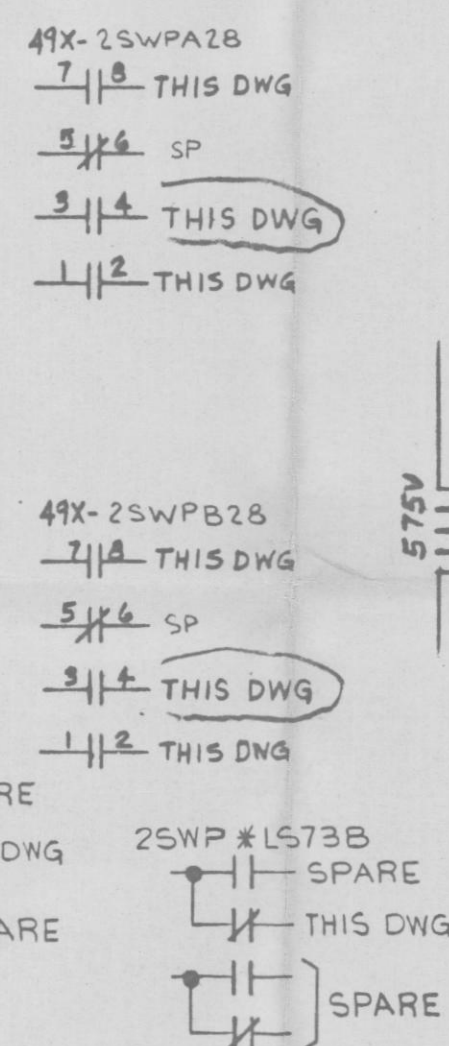 49X-2SWPA28
7 8 THIS DWG
5 6 SP
3 4 THIS DWG
1 2 THIS DWG
575V
49X-2SWPB28
7 8 THIS DWG
5 6 SP
3 4 THIS DWG
1 2 THIS DWG
RE
DWG
ARE
2SWP*LS73B
SPARE
THIS DWG
SPARE